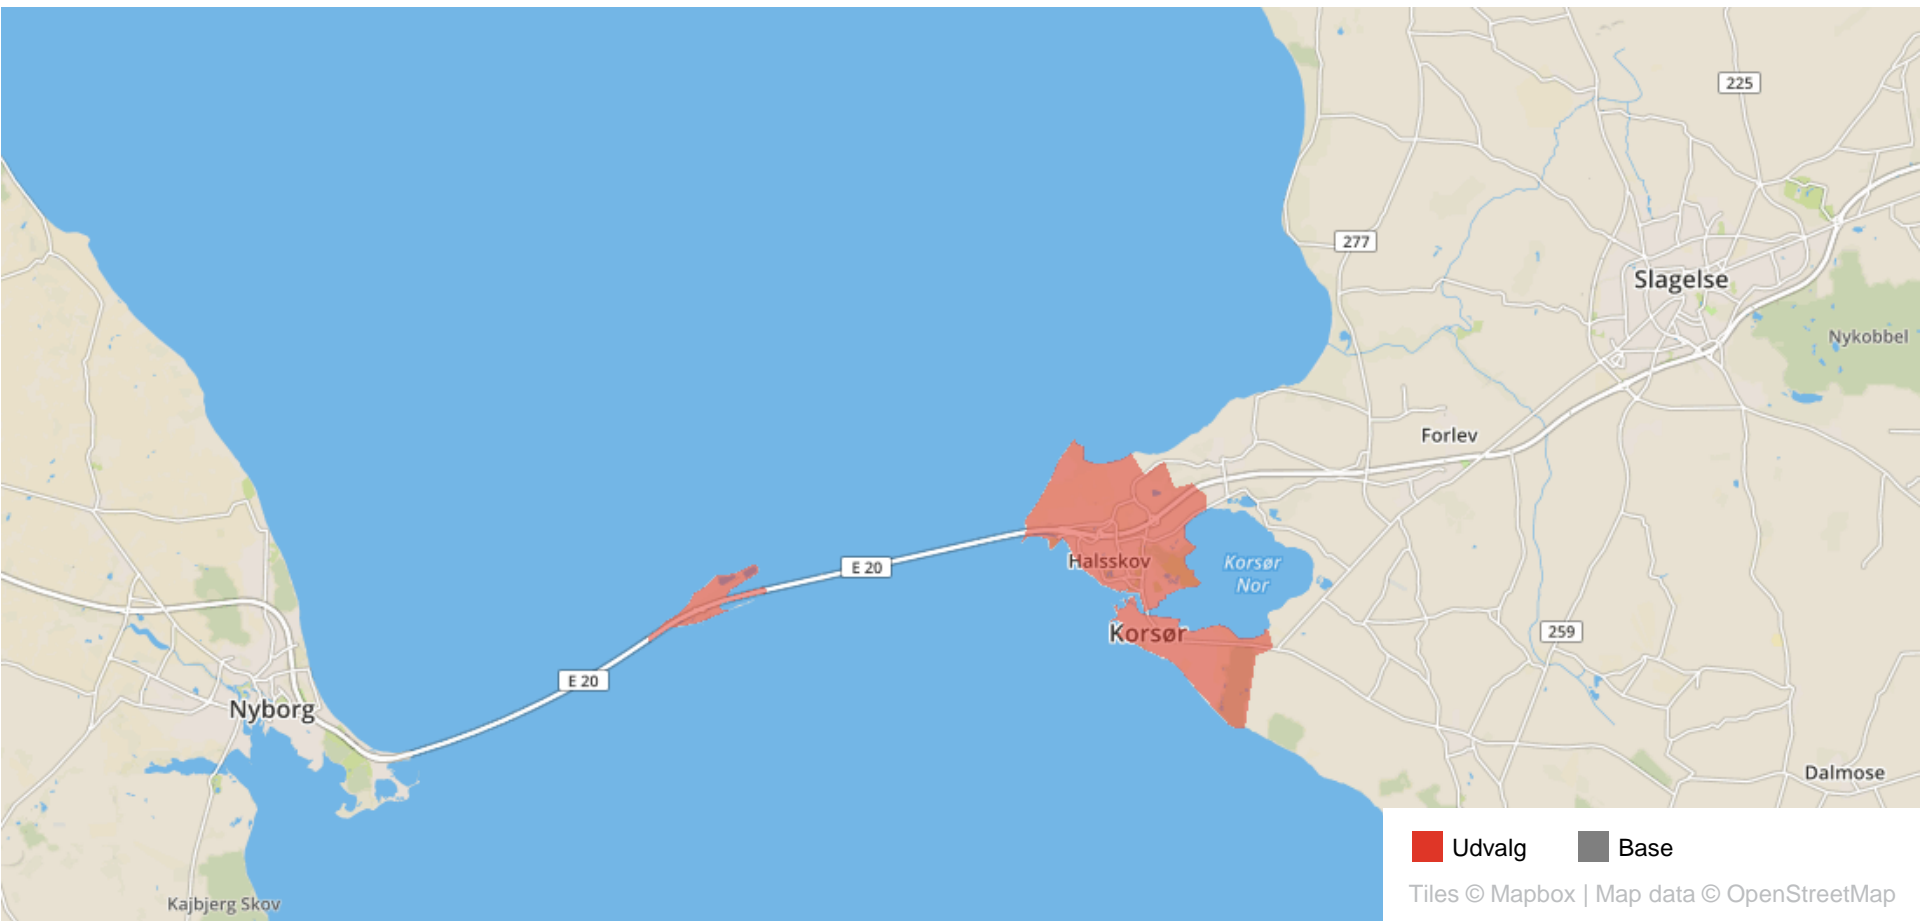 225
277
Slagelse
Nykobbel
Forlev
E 20
Halsskov
Korsør
Nor
Korsør
259
E 20
Nyborg
Dalmose
Kajbjerg Skov
Udvalg
Base
Tiles © Mapbox | Map data © OpenStreetMap